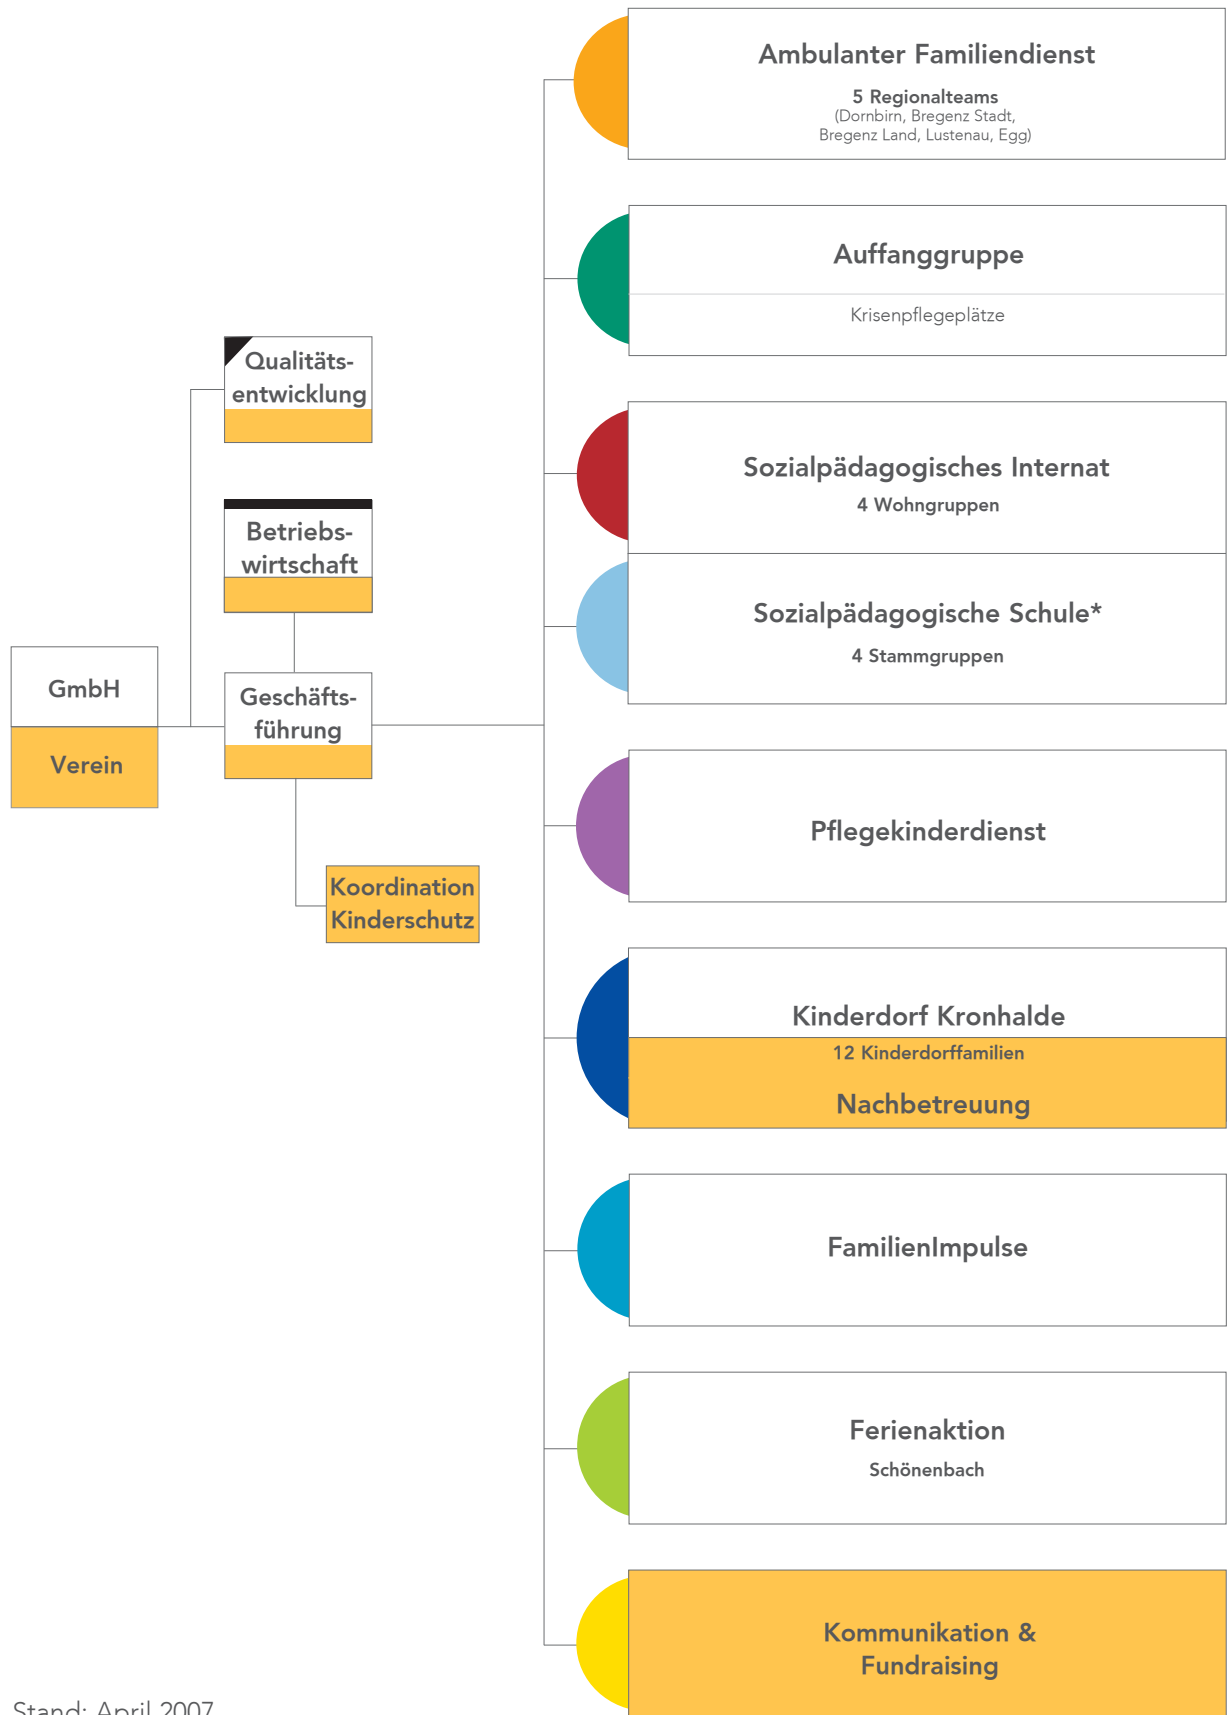 Ambulanter Familiendienst
5 Regionalteams
(Dornbirn, Bregenz Stadt,
Bregenz Land, Lustenau, Egg)
Auffanggruppe
Krisenpflegeplätze
Qualitäts-
entwicklung
Sozialpädagogisches Internat
4 Wohngruppen
Betriebs-
wirtschaft
Sozialpädagogische Schule*
4 Stammgruppen
GmbH
Verein
Geschäfts-
führung
Pflegekinderdienst
Koordination
Kinderschutz
Kinderdorf Kronhalde
12 Kinderdorffamilien
Nachbetreuung
FamilienImpulse
Ferienaktion
Schönenbach
Kommunikation &
Fundraising
Stand: April 2007